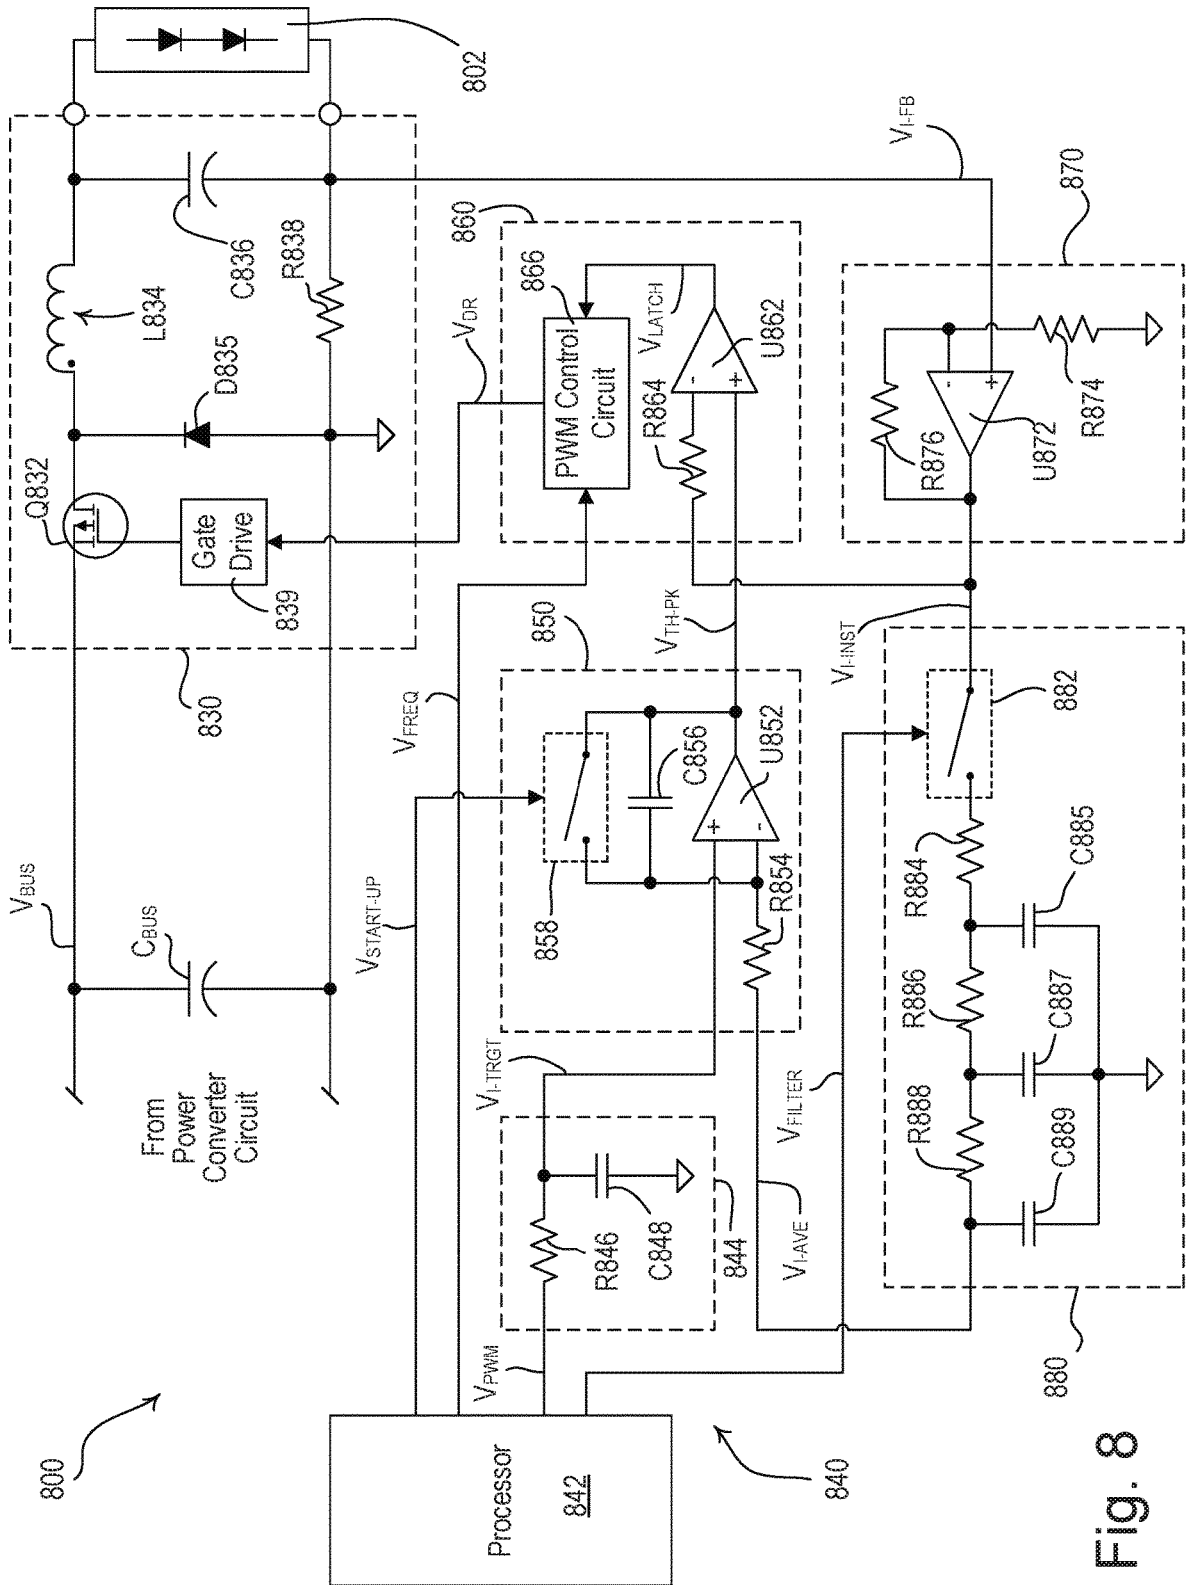 800
From
Power
Converter
Circuit
V_BUS
C_BUS
830
Q832
Gate
Drive
839
D835
L834
C836
R838
802
V_START-UP
V_FREQ
V_DR
Processor
842
840
V_PWM
R846
C848
844
V_I-TRGT
850
858
C856
U852
R854
V_TH-PK
860
866
PWM Control
Circuit
V_LATCH
R864
U862
-
+
+
-
V_I-FB
V_I-AVE
V_FILTER
V_I-INST
870
R876
U872
R874
-
+
880
882
R884
C885
R886
C887
R888
C889
Fig. 8